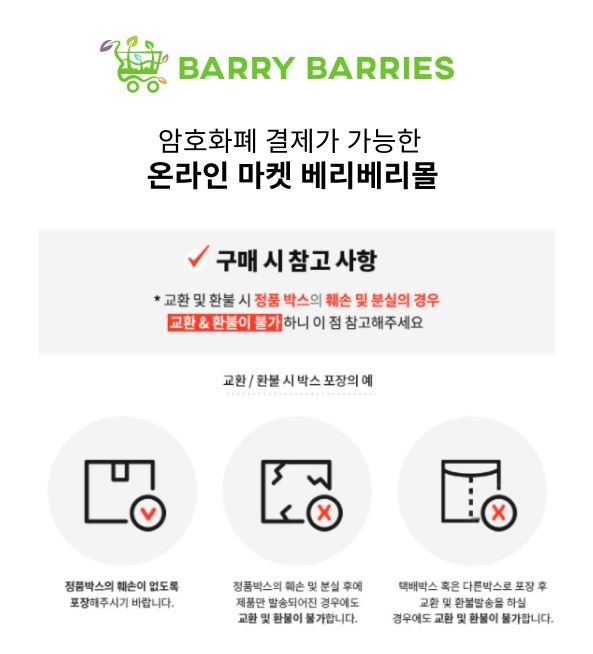 BARRY BARRIES
암호화폐 결제가 가능한
온라인 마켓 베리베리몰
구매 시 참고 사항
* 교환 및 환불 시 정품 박스의 훼손 및 분실의 경우
교환 & 환불이 불가하니 이 점 참고해주세요
교환 / 환불 시 박스 포장의 예
정품박스의 훼손이 없도록
포장해주시기 바랍니다.
정품박스의 훼손 및 분실 후에
제품만 발송되어진 경우에도
교환 및 환불이 불가합니다.
택배박스 혹은 다른박스로 포장 후
교환 및 환불발송을 하실
경우에도 교환 및 환불이 불가합니다.